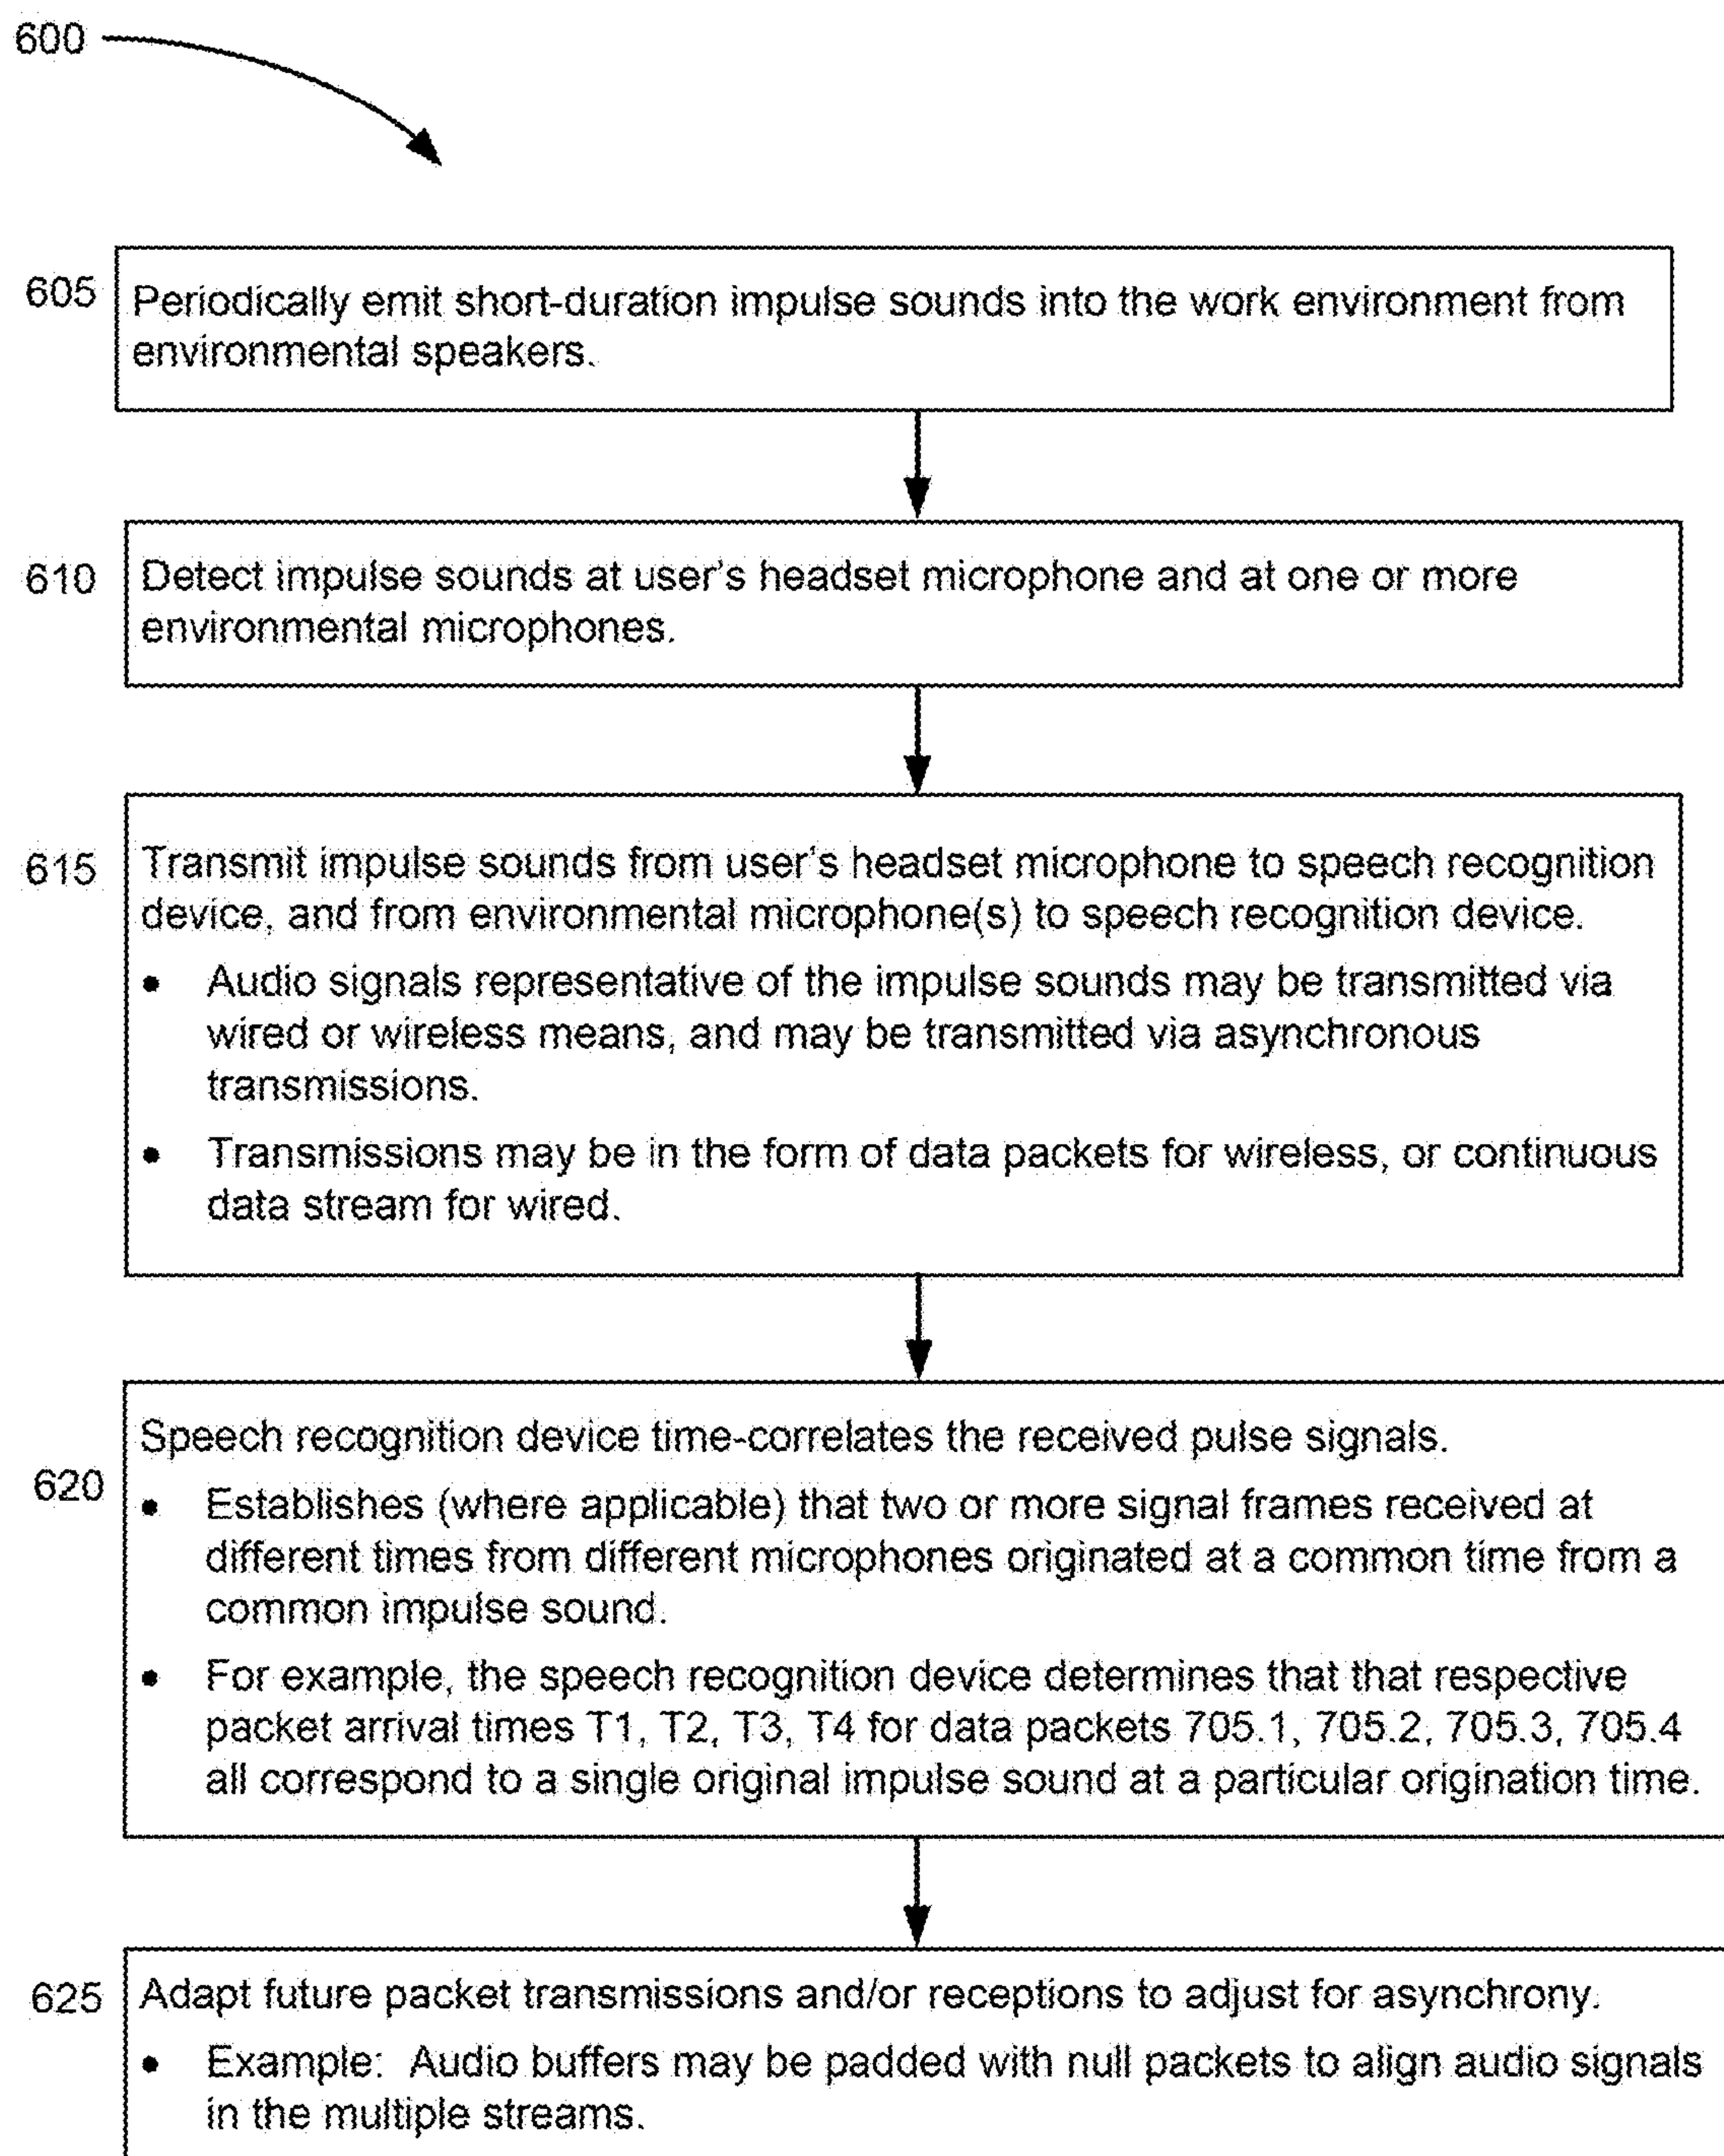 600
605
Periodically emit short-duration impulse sounds into the work environment from
environmental speakers.
610
Detect impulse sounds at user's headset microphone and at one or more
environmental microphones.
615
Transmit impulse sounds from user's headset microphone to speech recognition
device, and from environmental microphone(s) to speech recognition device.
• Audio signals representative of the impulse sounds may be transmitted via
wired or wireless means, and may be transmitted via asynchronous
transmissions.
• Transmissions may be in the form of data packets for wireless, or continuous
data stream for wired.
620
Speech recognition device time-correlates the received pulse signals.
• Establishes (where applicable) that two or more signal frames received at
different times from different microphones originated at a common time from a
common impulse sound.
• For example, the speech recognition device determines that that respective
packet arrival times T1, T2, T3, T4 for data packets 705.1, 705.2, 705.3, 705.4
all correspond to a single original impulse sound at a particular origination time.
625
Adapt future packet transmissions and/or receptions to adjust for asynchrony.
• Example: Audio buffers may be padded with null packets to align audio signals
in the multiple streams.